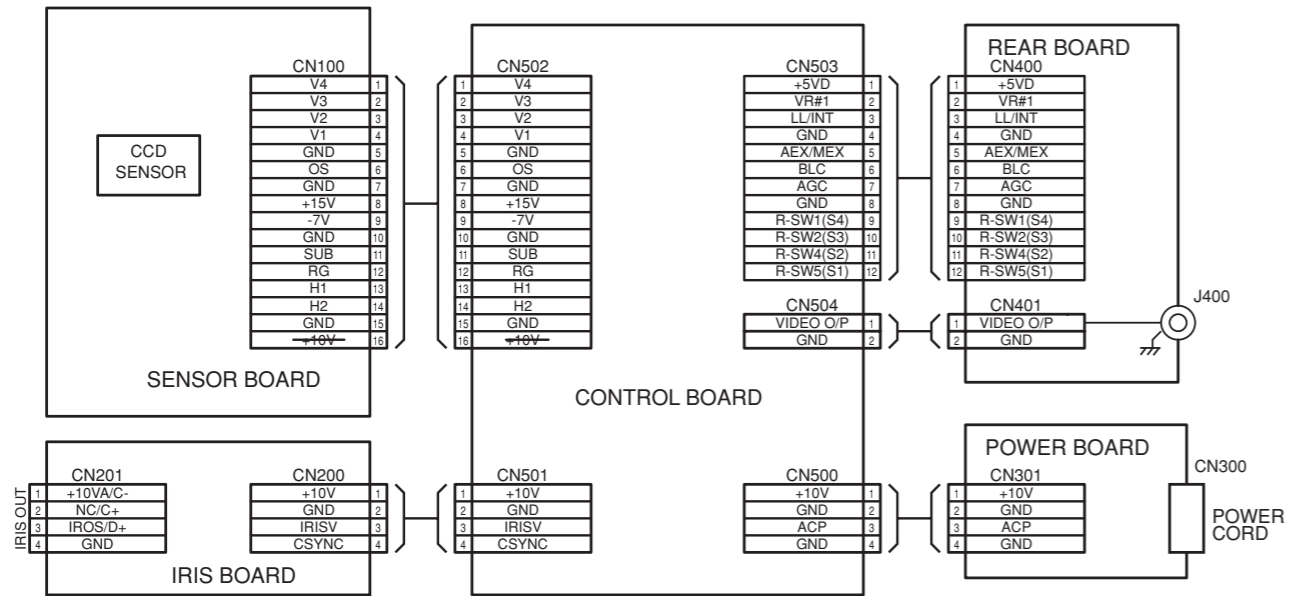 CCD
SENSOR
CN100
V4 1
V3 2
V2 3
V1 4
GND 5
OS 6
GND 7
+15V 8
-7V 9
GND 10
SUB 11
RG 12
H1 13
H2 14
GND 15
+10V 16
SENSOR BOARD
CN502
1 V4
2 V3
3 V2
4 V1
5 GND
6 OS
7 GND
8 +15V
9 -7V
10 GND
11 SUB
12 RG
13 H1
14 H2
15 GND
16 +10V
CN503
+5VD 1
VR#1 2
LL/INT 3
GND 4
AEX/MEX 5
BLC 6
AGC 7
GND 8
R-SW1(S4) 9
R-SW2(S3) 10
R-SW4(S2) 11
R-SW5(S1) 12
CN504
VIDEO O/P 1
GND 2
CONTROL BOARD
REAR BOARD
CN400
1 +5VD
2 VR#1
3 LL/INT
4 GND
5 AEX/MEX
6 BLC
7 AGC
8 GND
9 R-SW1(S4)
10 R-SW2(S3)
11 R-SW4(S2)
12 R-SW5(S1)
CN401
1 VIDEO O/P
2 GND
J400
IRIS OUT
CN201
1 +10VA/C-
2 NC/C+
3 IROS/D+
4 GND
CN200
+10V 1
GND 2
IRISV 3
CSYNC 4
IRIS BOARD
CN501
1 +10V
2 GND
3 IRISV
4 CSYNC
CN500
+10V 1
GND 2
ACP 3
GND 4
POWER BOARD
CN301
1 +10V
2 GND
3 ACP
4 GND
CN300
POWER
CORD